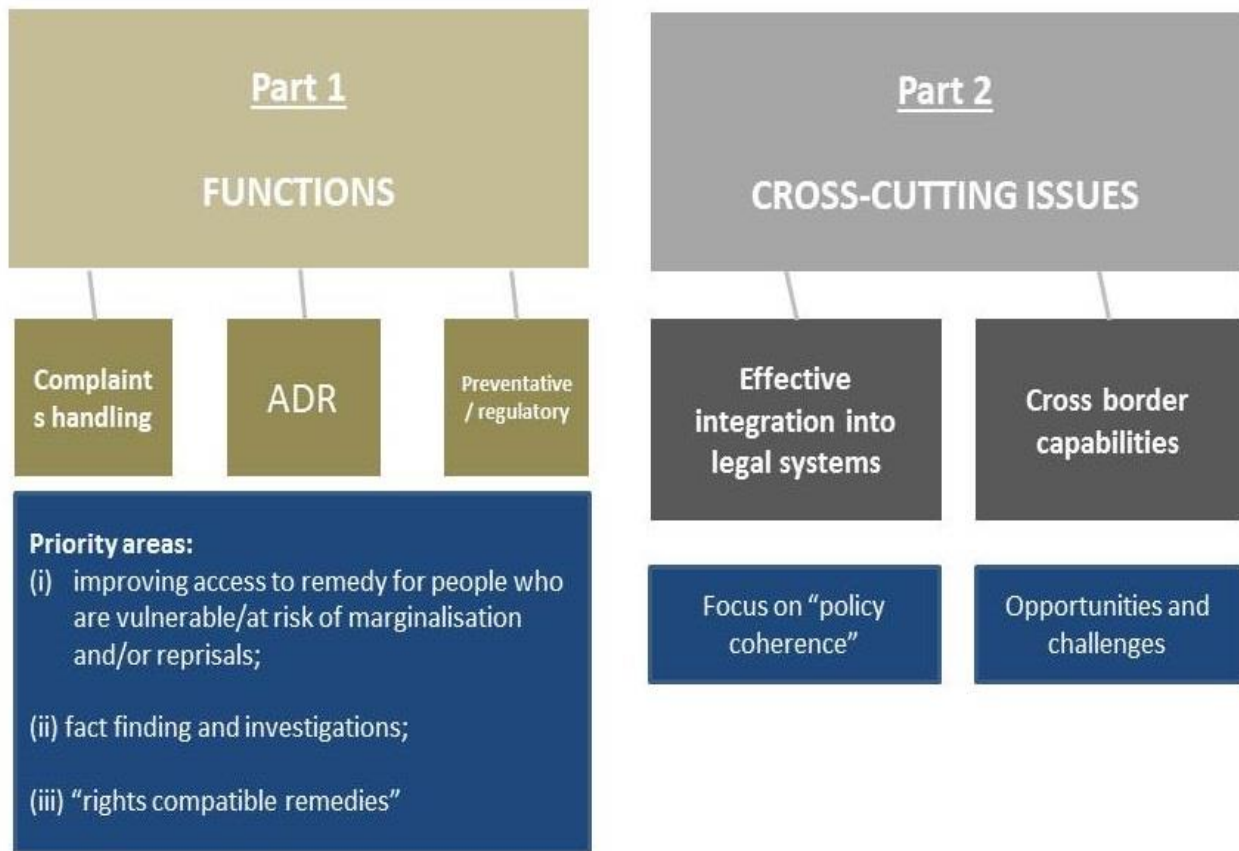 Part 1
FUNCTIONS
Complaint
s handling
ADR
Preventative
/ regulatory
Priority areas:
(i) improving access to remedy for people who
are vulnerable/at risk of marginalisation
and/or reprisals;
(ii) fact finding and investigations;
(iii) “rights compatible remedies”
Part 2
CROSS-CUTTING ISSUES
Effective
integration into
legal systems
Cross border
capabilities
Focus on “policy
coherence”
Opportunities and
challenges